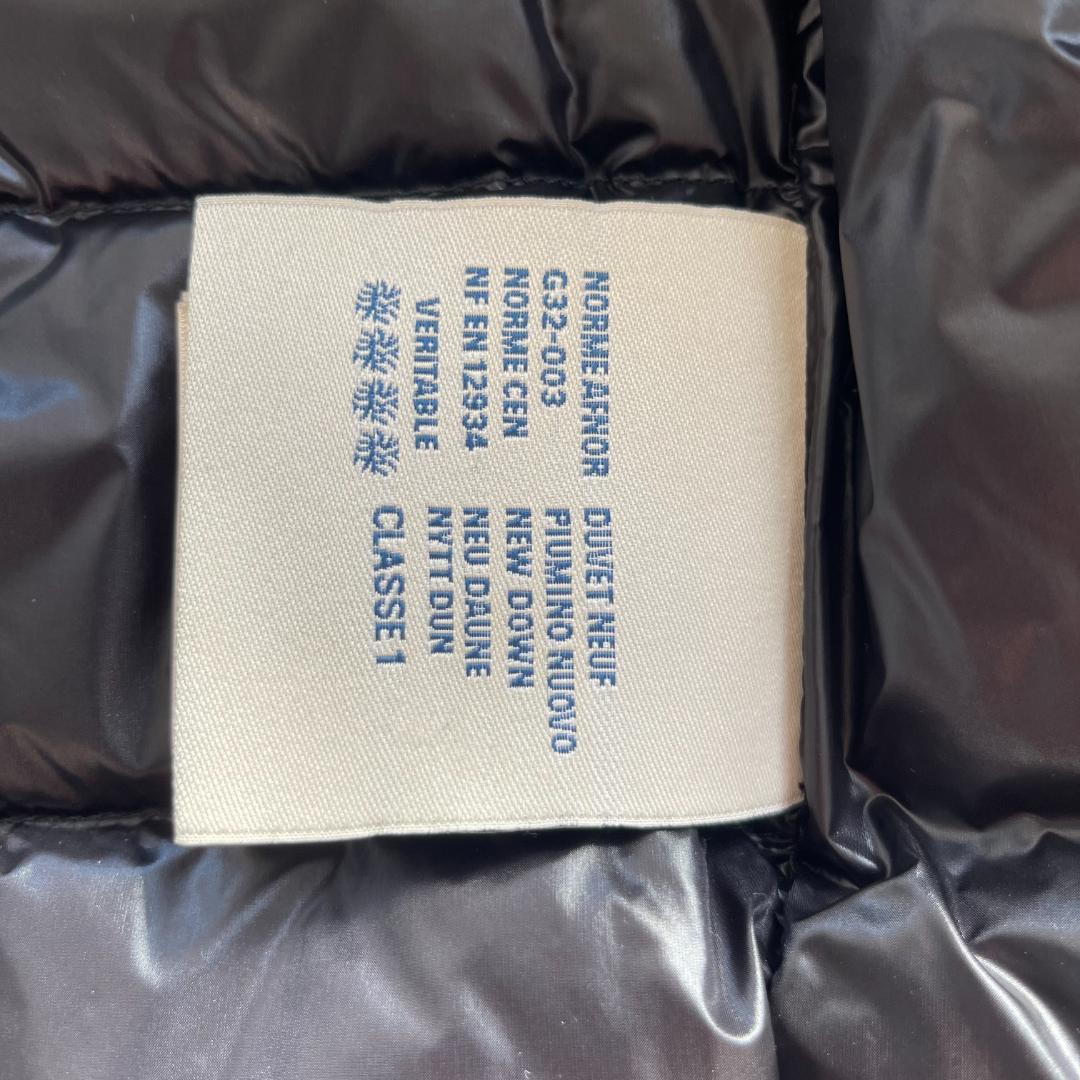 NORME AFNOR
G32-003
NORME CEN
NF EN 12934
VERITABLE
DUVET NEUF
PIUMINO NUOVO
NEW DOWN
NEU DAUNE
NYTT DUN
CLASSE 1